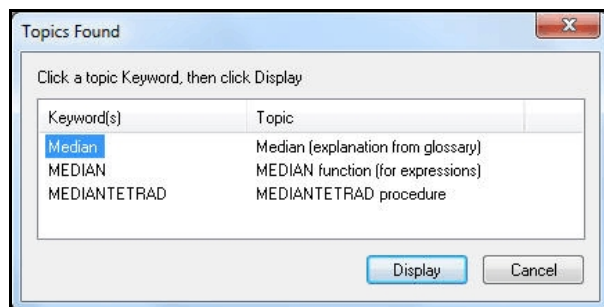 Topics Found
Click a topic Keyword, then click Display
Keyword(s) Topic
Median Median (explanation from glossary)
MEDIAN MEDIAN function (for expressions)
MEDIANTETRAD MEDIANTETRAD procedure
Display Cancel